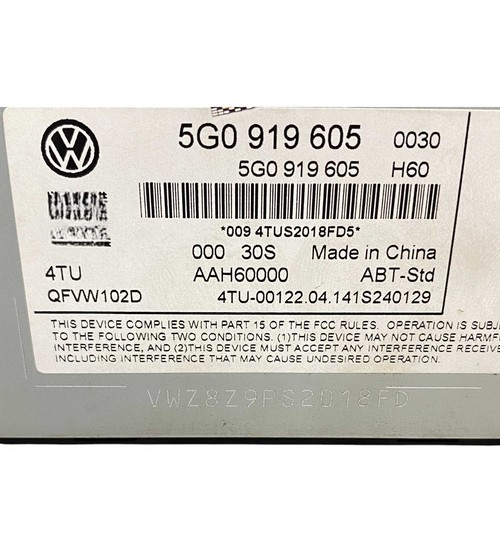 5G0 919 605 0030
5G0 919 605 H60
*009 4TUS2018FD5*
000 30S Made in China
4TU AAH60000 ABT-Std
QFVW102D 4TU-00122.04.141S240129
THIS DEVICE COMPLIES WITH PART 15 OF THE FCC RULES. OPERATION IS SUBJE
TO THE FOLLOWING TWO CONDITIONS. (1)THIS DEVICE MAY NOT CAUSE HARMF
INTERFERENCE, AND (2)THIS DEVICE MUST ACCEPT ANY INTERFERENCE RECEIVE
INCLUDING INTERFERENCE THAT MAY CAUSE UNDESIRED OPERATION.
VWZ8Z9PS2018FD